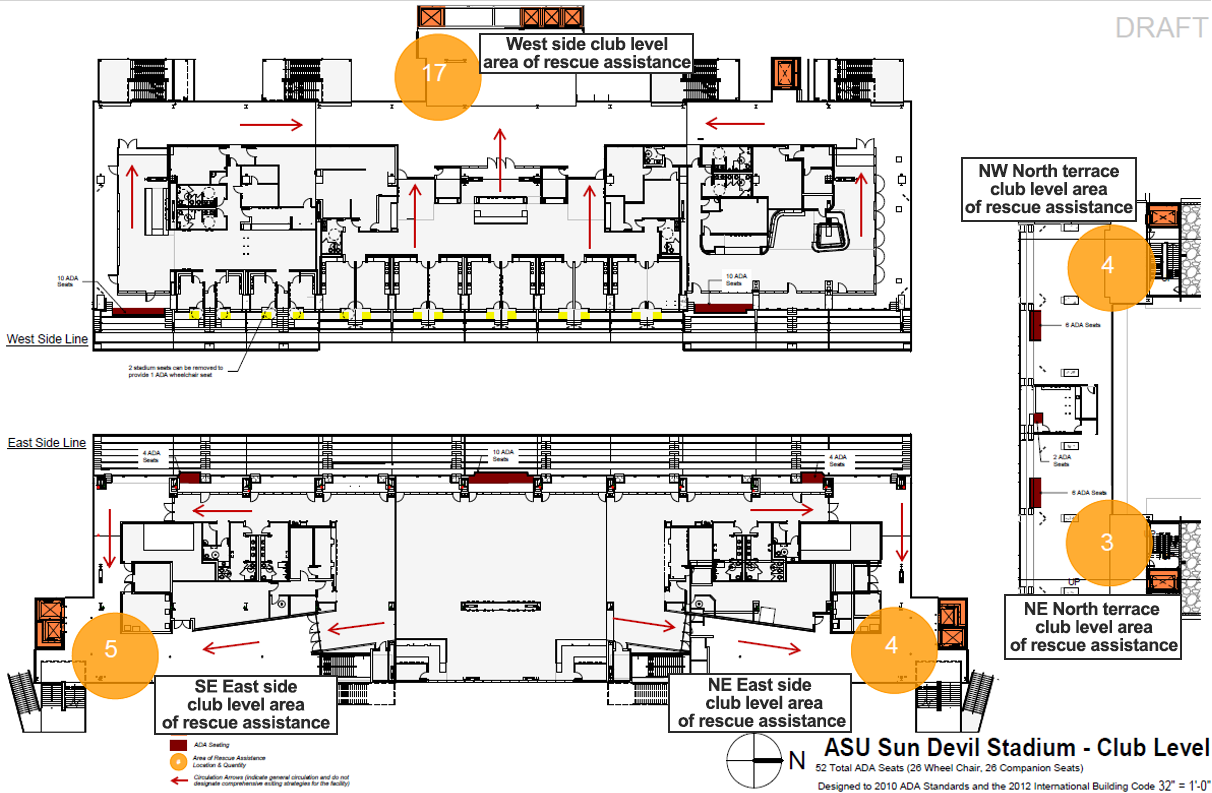 DRAFT
West side club level
area of rescue assistance
17
NW North terrace
club level area
of rescue assistance
4
10 ADA
Seats
10 ADA
Seats
6 ADA Seats
West Side Line
2 stadium seats can be removed to
provide 1 ADA wheelchair seat
East Side Line
4 ADA
Seats
10 ADA
Seats
4 ADA
Seats
2 ADA
Seats
6 ADA Seats
3
UP
NE North terrace
club level area
of rescue assistance
5
4
SE East side
club level area
of rescue assistance
NE East side
club level area
of rescue assistance
ADA Seating
Area of Rescue Assistance
Location & Quantity
Circulation Arrows (indicate general circulation and do not
designate comprehensive exiting strategies for the facility)
N
ASU Sun Devil Stadium - Club Level
52 Total ADA Seats (26 Wheel Chair, 26 Companion Seats)
Designed to 2010 ADA Standards and the 2012 International Building Code 32" = 1'-0"